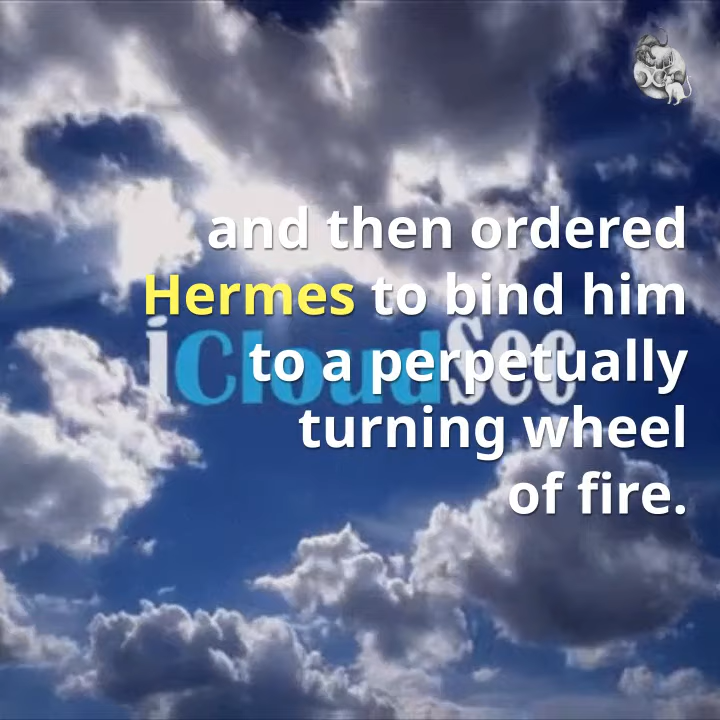 and then ordered
Hermes to bind him
to a perpetually
turning wheel
of fire.
iCloudSee